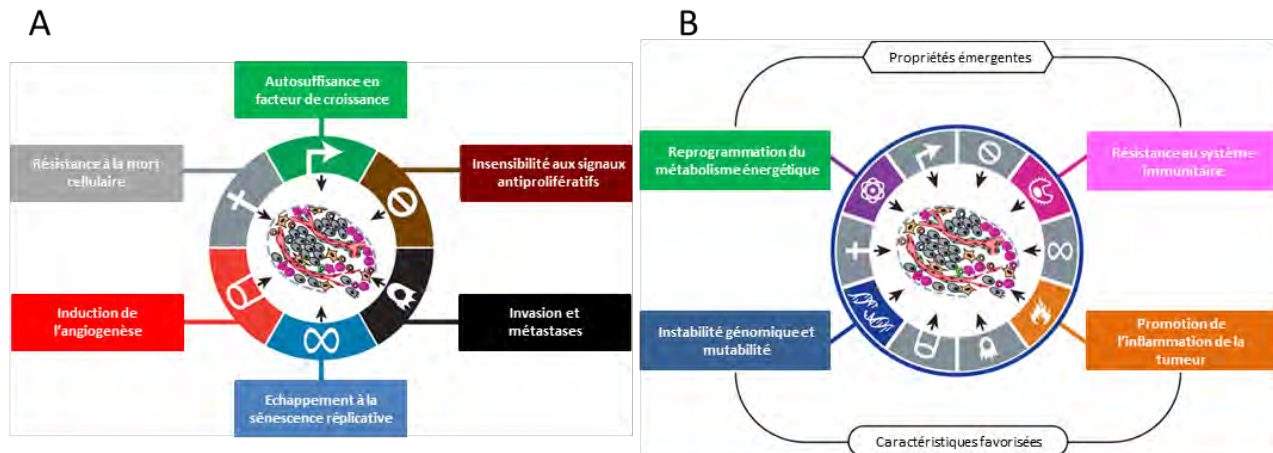 A
Autosuffisance en
facteur de croissance
Résistance à la mort
cellulaire
Insensibilité aux signaux
antiprolifératifs
Induction de
l'angiogenèse
Invasion et
métastases
Echappement à la
sénescence réplicative
B
Propriétés émergentes
Reprogrammation du
métabolisme énergétique
Résistance au système
immunitaire
Instabilité génomique et
mutabilité
Promotion de
l'inflammation de la
tumeur
Caractéristiques favorisées